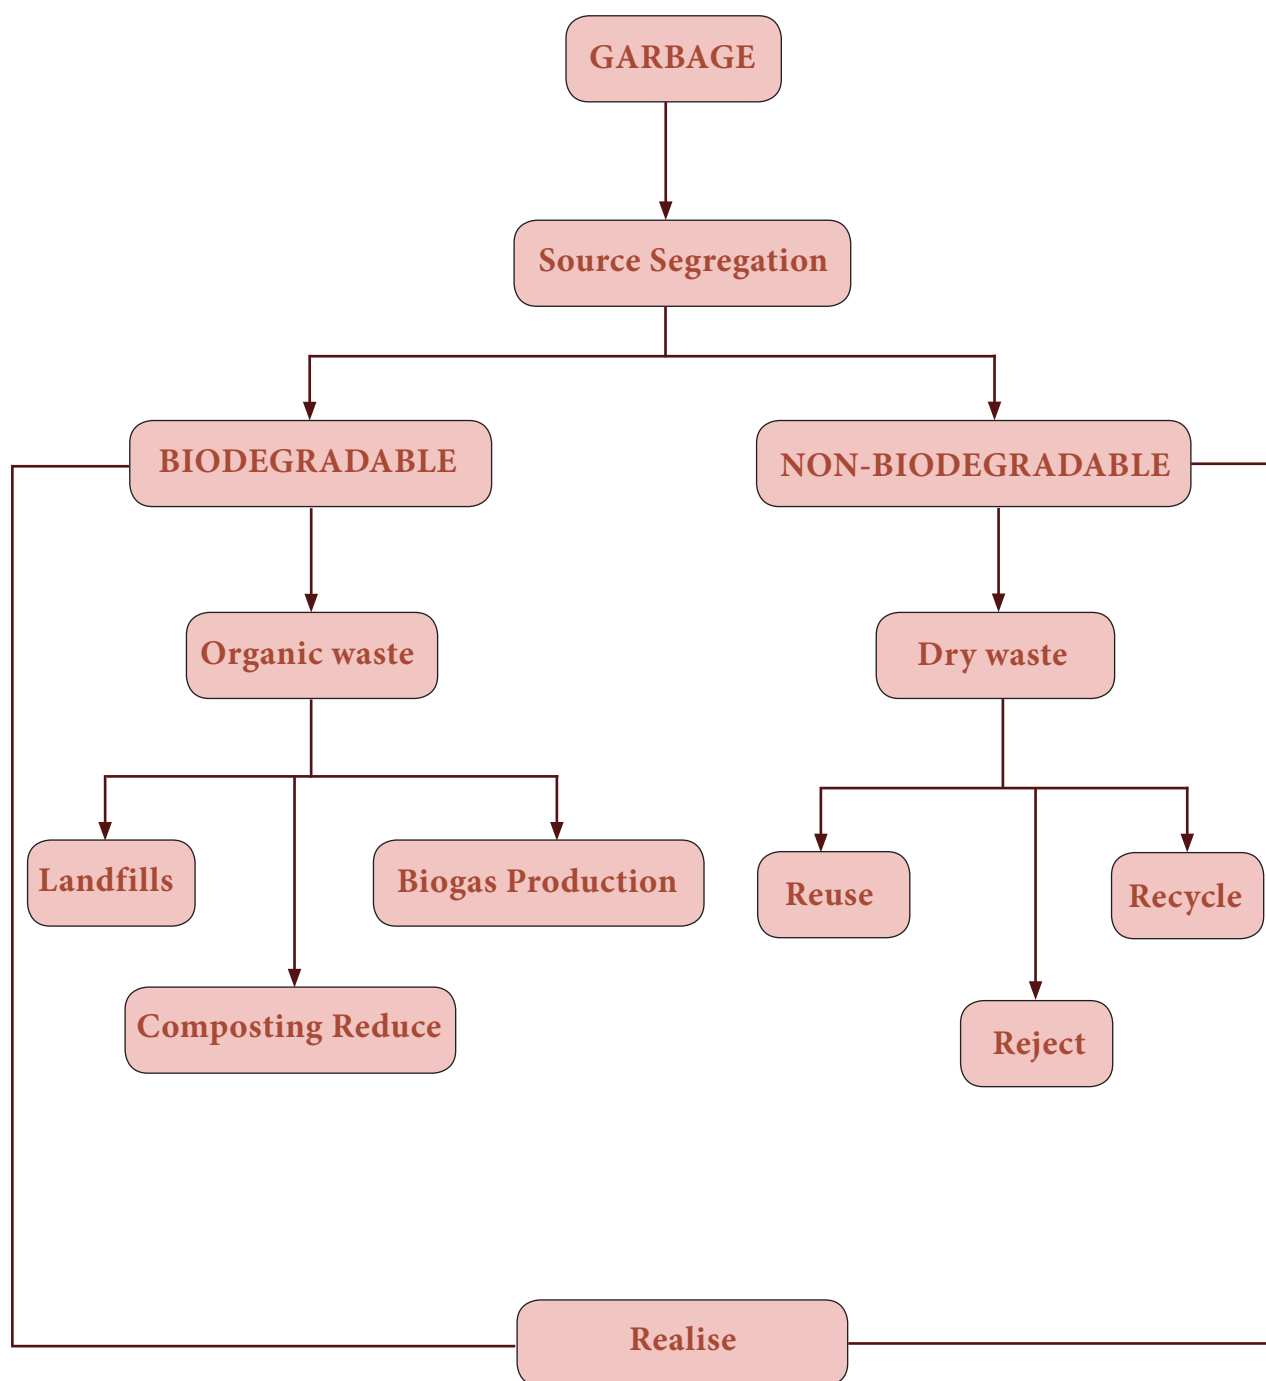 GARBAGE
Source Segregation
BIODEGRADABLE
NON-BIODEGRADABLE
Organic waste
Dry waste
Landfills
Biogas Production
Reuse
Recycle
Composting Reduce
Reject
Realise